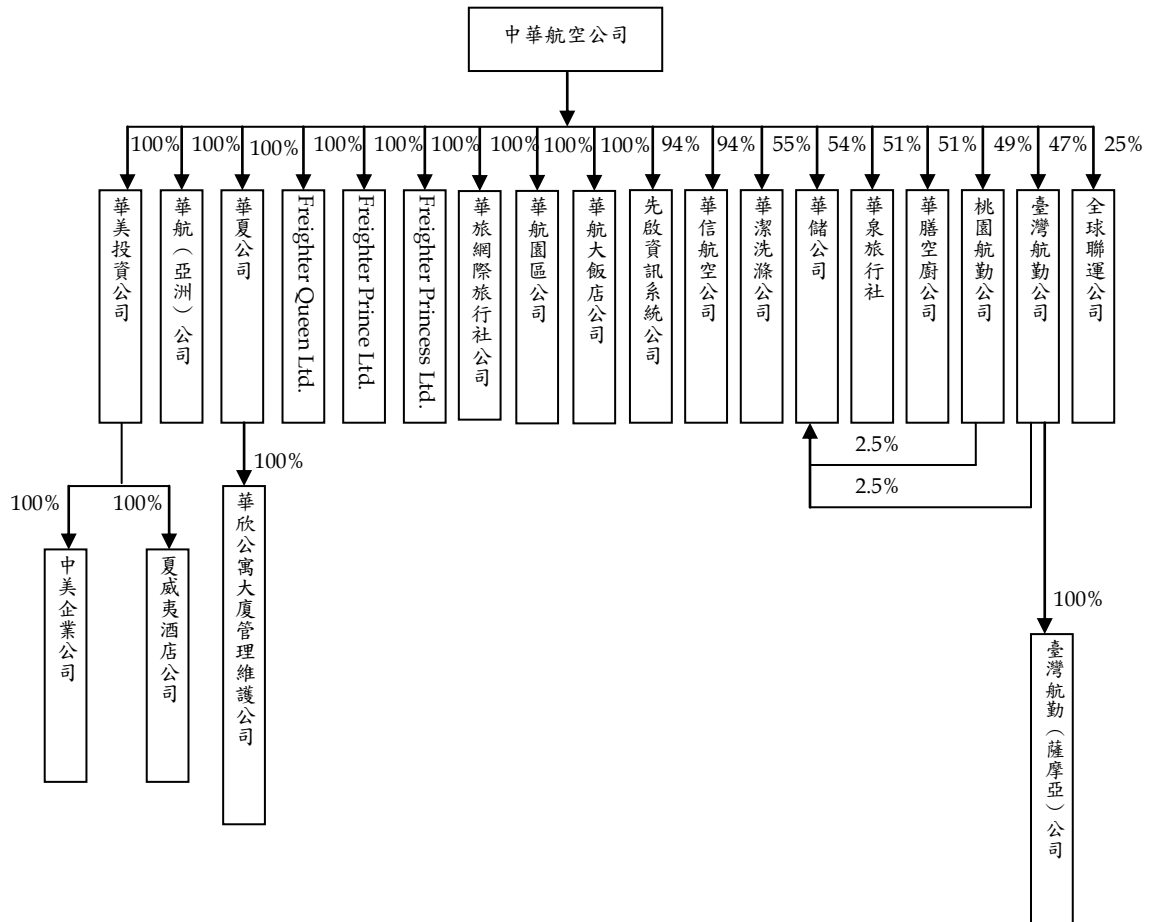 中華航空公司
100%
100%
100%
100%
100%
100%
100%
100%
100%
94%
94%
55%
54%
51%
51%
49%
47%
25%
華美投資公司
華航（亞洲）公司
華夏公司
Freighter Queen Ltd.
Freighter Prince Ltd.
Freighter Princess Ltd.
華旅網際旅行社公司
華航園區公司
華航大飯店公司
先啟資訊系統公司
華信航空公司
華潔洗滌公司
華儲公司
華泉旅行社
華膳空廚公司
桃園航勤公司
臺灣航勤公司
全球聯運公司
2.5%
2.5%
100%
100%
100%
100%
中美企業公司
夏威夷酒店公司
華欣公寓大廈管理維護公司
臺灣航勤（薩摩亞）公司